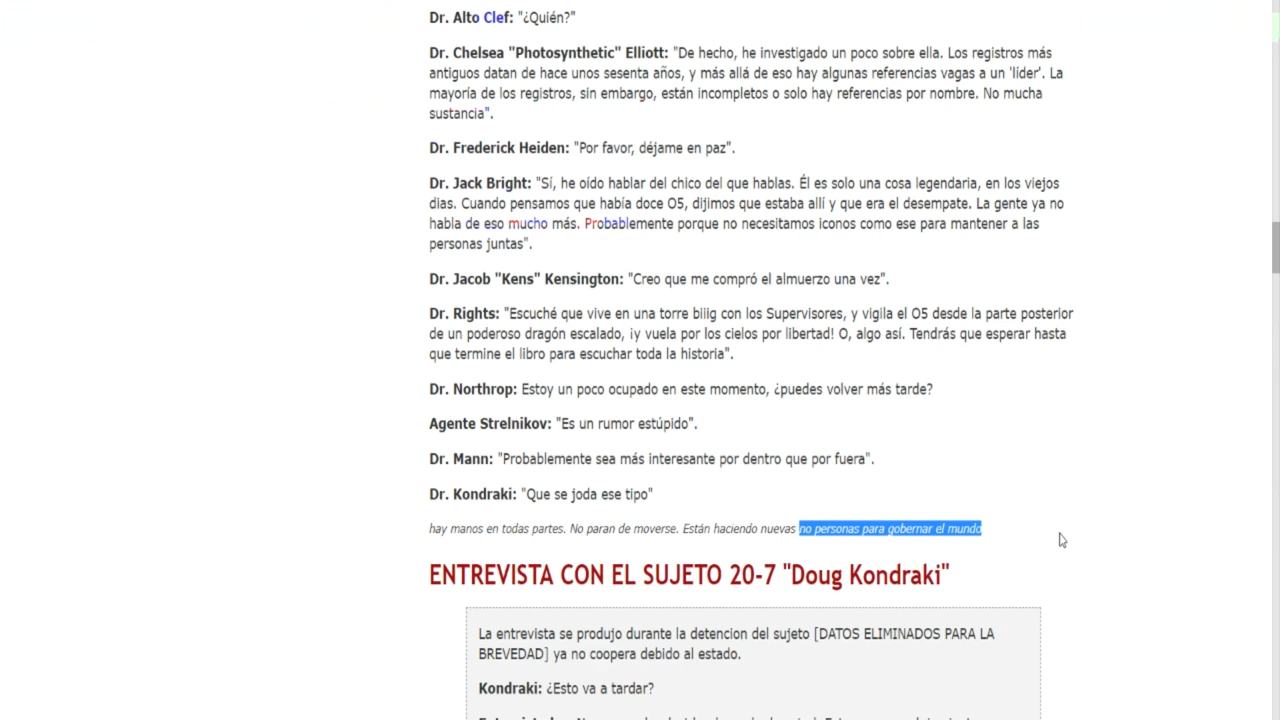 Dr. Alto Clef: "¿Quién?"
Dr. Chelsea "Photosynthetic" Elliott: "De hecho, he investigado un poco sobre ella. Los registros más
antiguos datan de hace unos sesenta años, y más allá de eso hay algunas referencias vagas a un 'líder'. La
mayoría de los registros, sin embargo, están incompletos o solo hay referencias por nombre. No mucha
sustancia".
Dr. Frederick Heiden: "Por favor, déjame en paz".
Dr. Jack Bright: "Sí, he oído hablar del chico del que hablas. Él es solo una cosa legendaria, en los viejos
dias. Cuando pensamos que había doce O5, dijimos que estaba allí y que era el desempate. La gente ya no
habla de eso mucho más. Probablemente porque no necesitamos iconos como ese para mantener a las
personas juntas".
Dr. Jacob "Kens" Kensington: "Creo que me compró el almuerzo una vez".
Dr. Rights: "Escuché que vive en una torre biiig con los Supervisores, y vigila el O5 desde la parte posterior
de un poderoso dragón escalado, ¡y vuela por los cielos por libertad! O, algo así. Tendrás que esperar hasta
que termine el libro para escuchar toda la historia".
Dr. Northrop: Estoy un poco ocupado en este momento, ¿puedes volver más tarde?
Agente Strelnikov: "Es un rumor estúpido".
Dr. Mann: "Probablemente sea más interesante por dentro que por fuera".
Dr. Kondraki: "Que se joda ese tipo"
hay manos en todas partes. No paran de moverse. Están haciendo nuevas no personas para gobernar el mundo
ENTREVISTA CON EL SUJETO 20-7 "Doug Kondraki"
La entrevista se produjo durante la detencion del sujeto [DATOS ELIMINADOS PARA LA
BREVEDAD] ya no coopera debido al estado.
Kondraki: ¿Esto va a tardar?